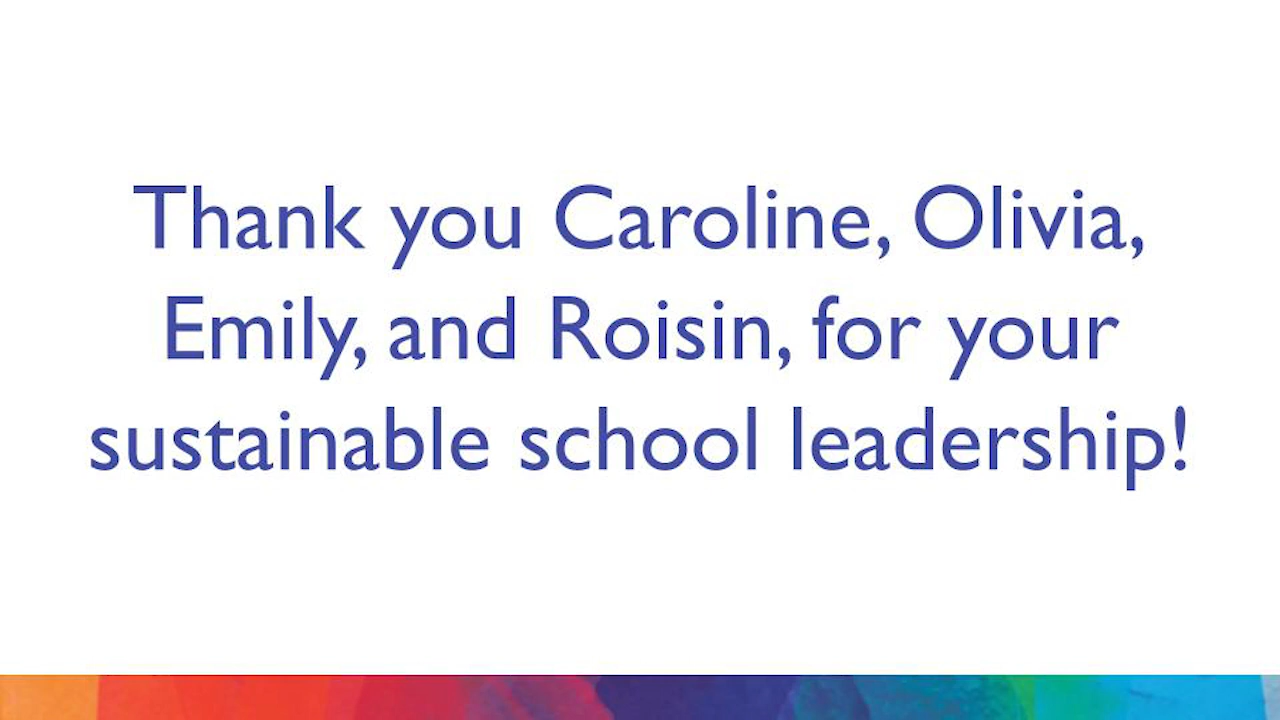 Thank you Caroline, Olivia,
Emily, and Roisin, for your
sustainable school leadership!